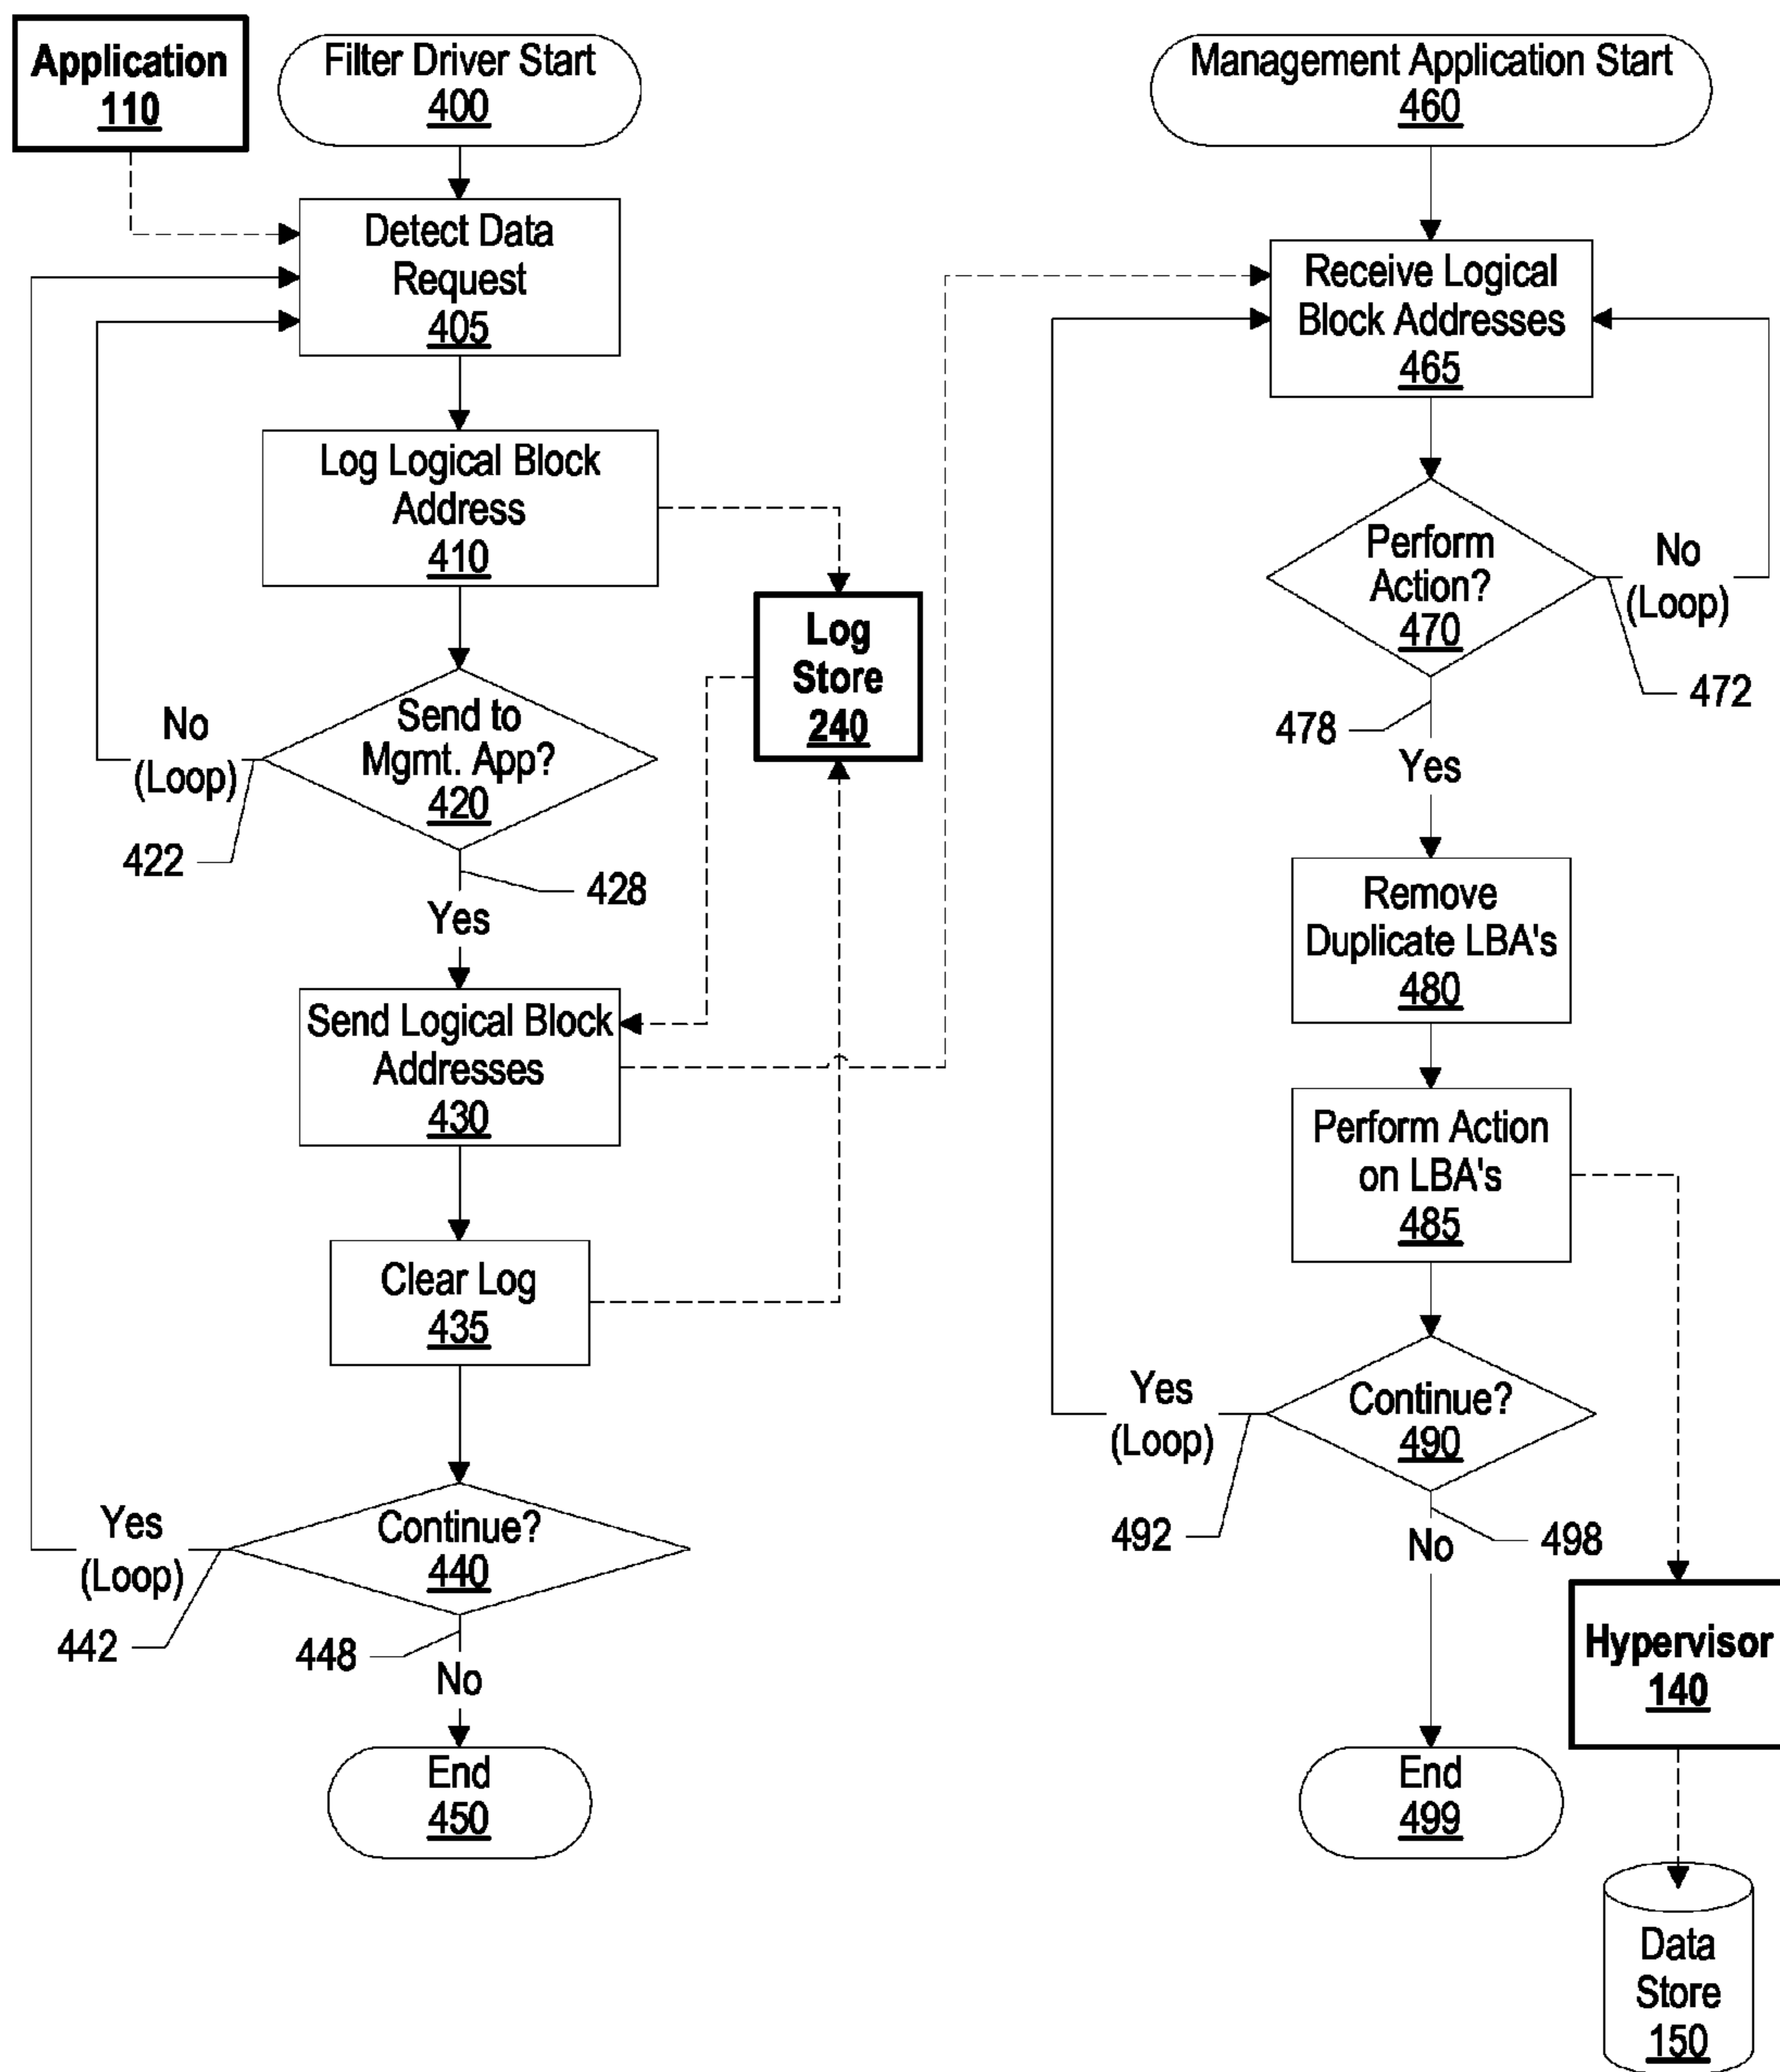 Application
110
Filter Driver Start
400
Detect Data
Request
405
Log Logical Block
Address
410
Log
Store
240
Send to
Mgmt. App?
420
No
(Loop)
422
428
Yes
Send Logical Block
Addresses
430
Clear Log
435
Continue?
440
Yes
(Loop)
442
448
No
End
450
Management Application Start
460
Receive Logical
Block Addresses
465
Perform
Action?
470
No
(Loop)
472
478
Yes
Remove
Duplicate LBA's
480
Perform Action
on LBA's
485
Continue?
490
Yes
(Loop)
492
498
No
End
499
Hypervisor
140
Data
Store
150